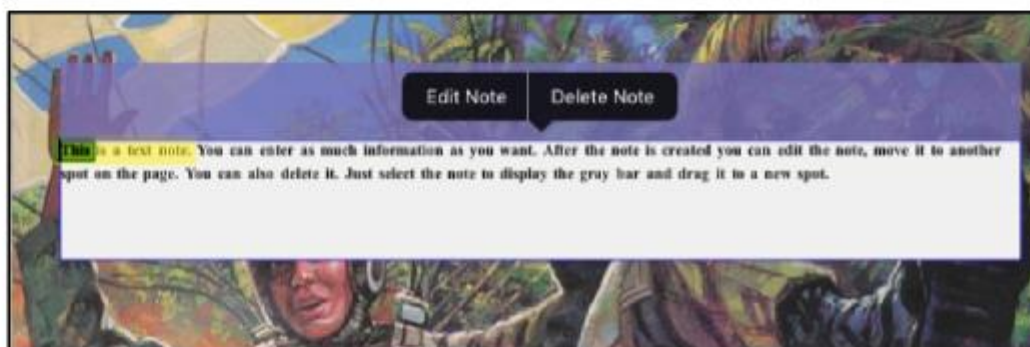 Edit Note Delete Note
This is a text note. You can enter as much information as you want. After the note is created you can edit the note, move it to another
spot on the page. You can also delete it. Just select the note to display the gray bar and drag it to a new spot.